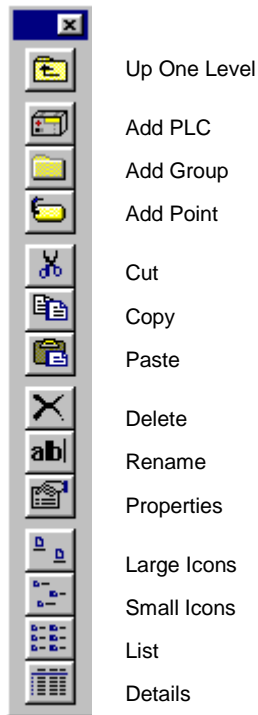 Up One Level
Add PLC
Add Group
Add Point
Cut
Copy
Paste
Delete
ab
Rename
Properties
Large Icons
Small Icons
List
Details